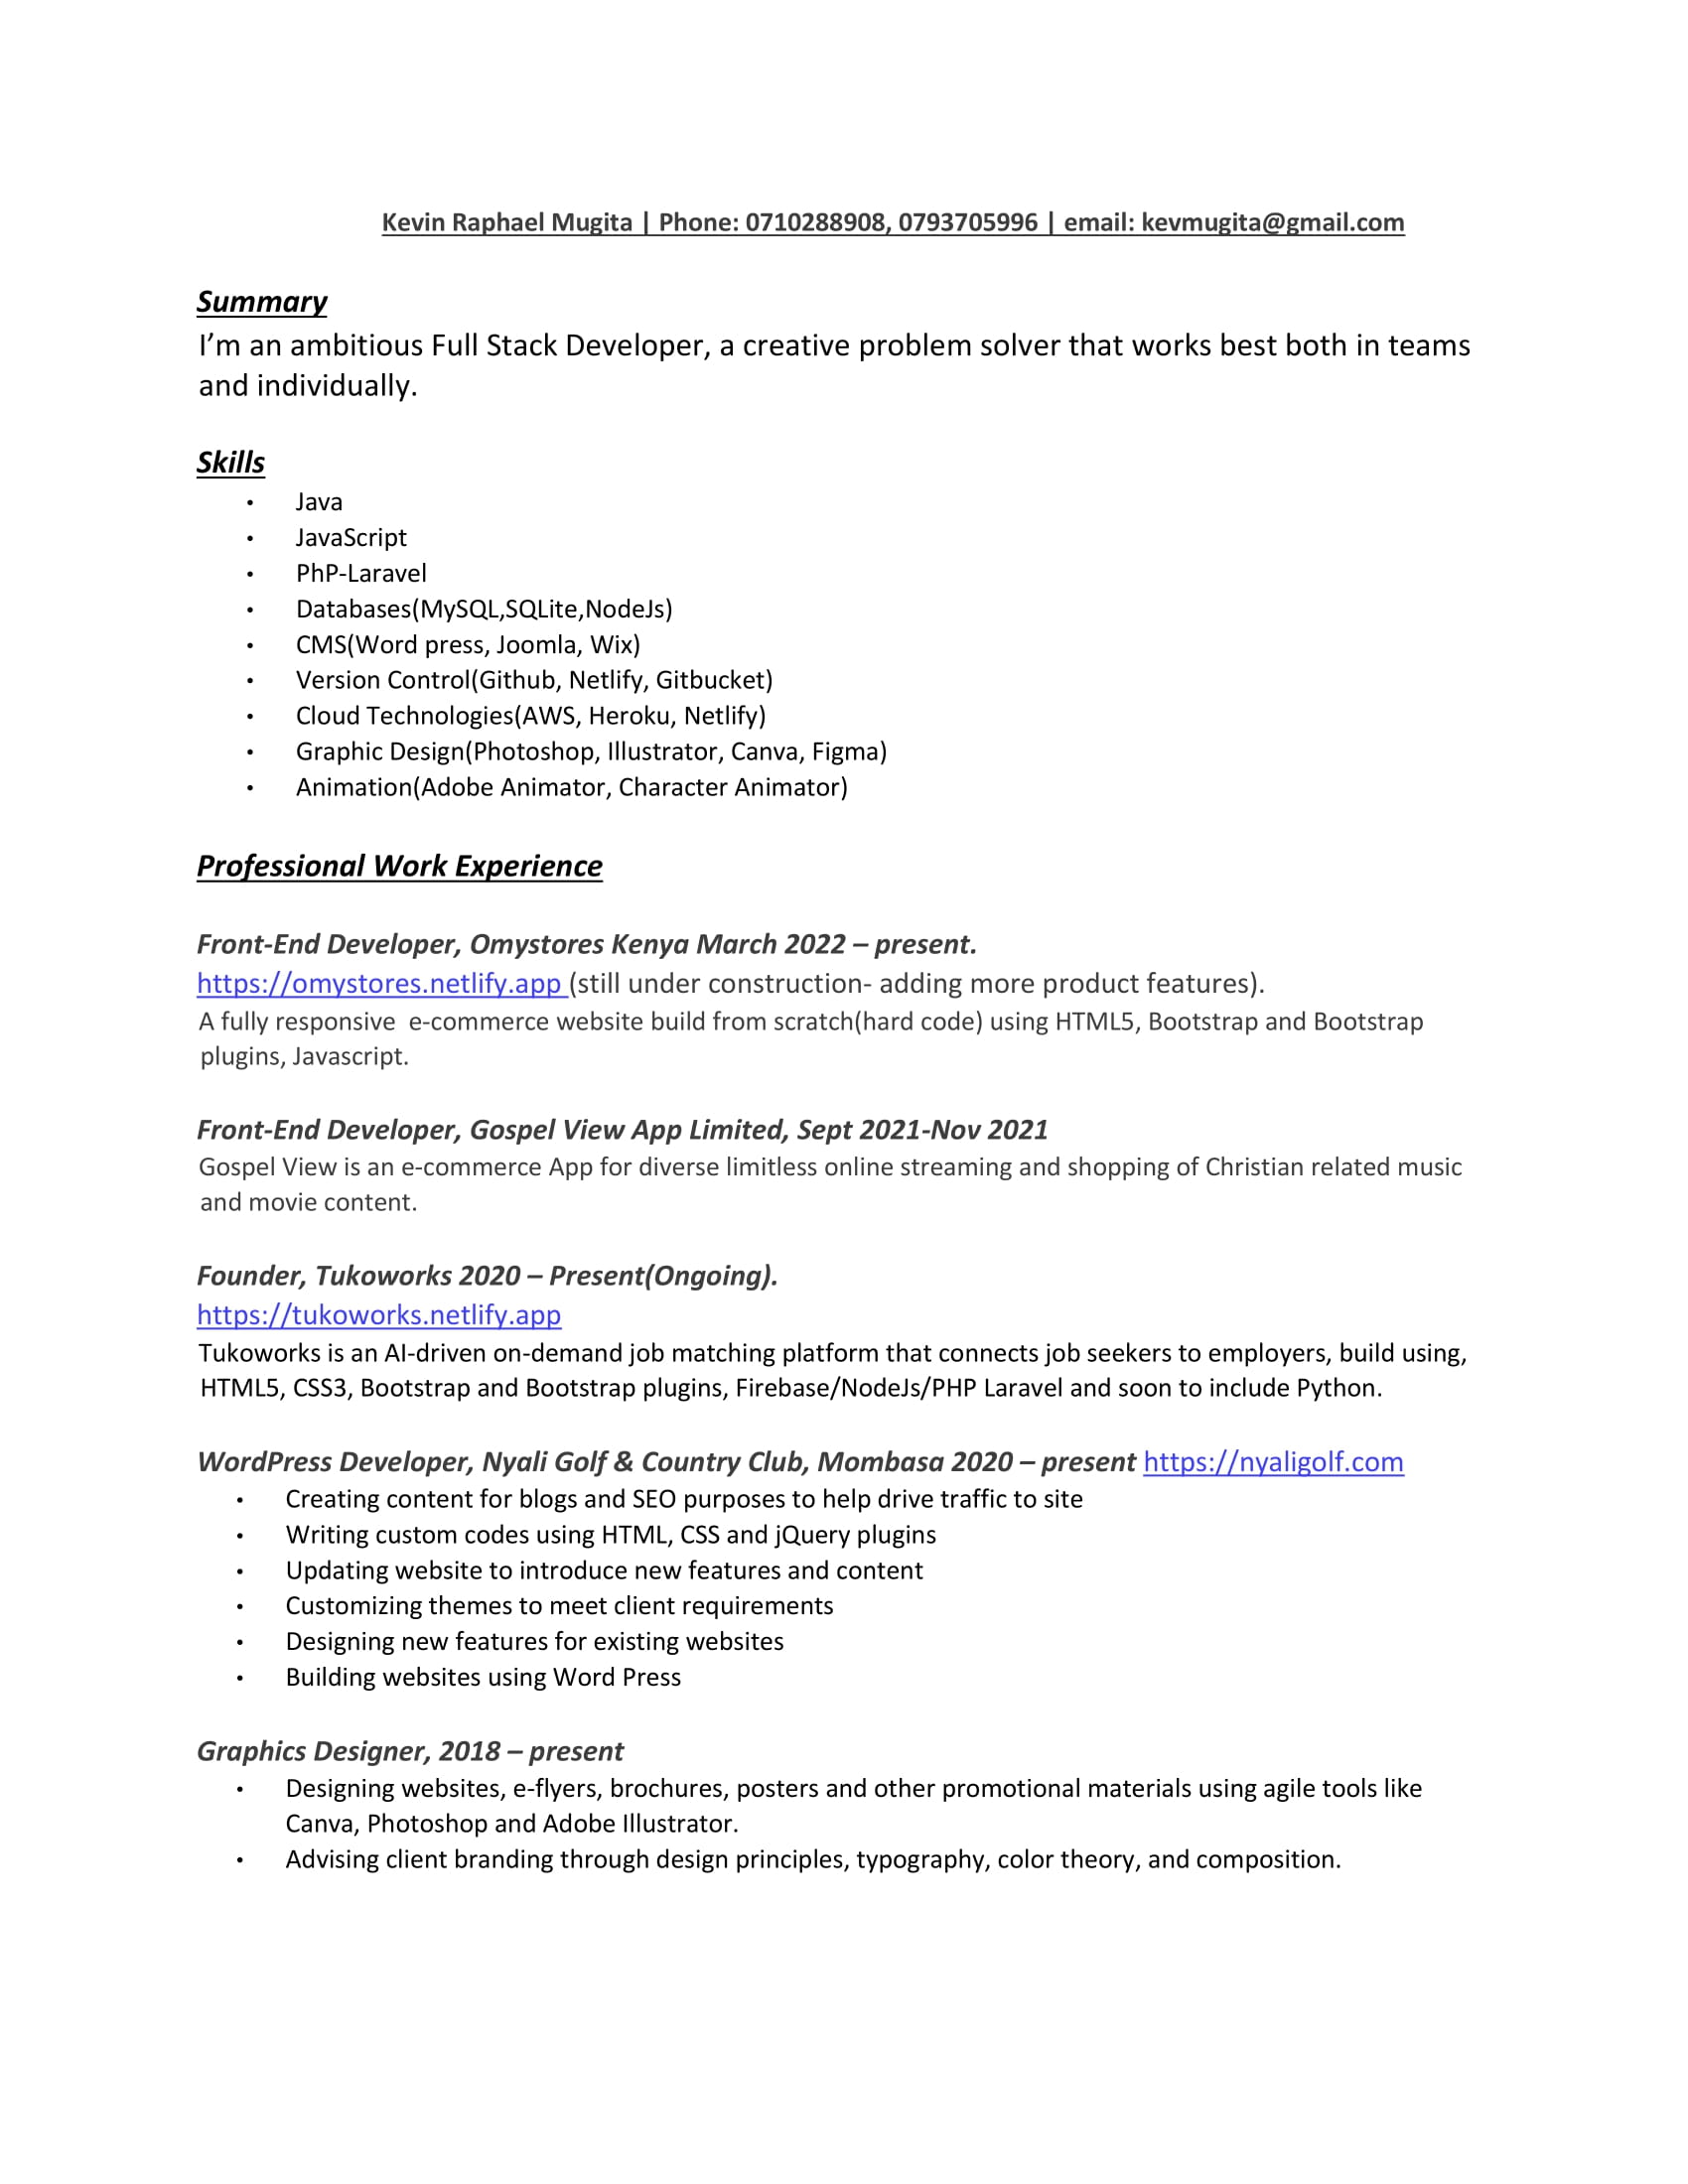 Kevin Raphael Mugita | Phone: 0710288908, 0793705996 | email: kevmugita@gmail.com
Summary
I’m an ambitious Full Stack Developer, a creative problem solver that works best both in teams
and individually.
Skills
• Java
• JavaScript
• PhP-Laravel
• Databases(MySQL,SQLite,NodeJs)
• CMS(Word press, Joomla, Wix)
• Version Control(Github, Netlify, Gitbucket)
• Cloud Technologies(AWS, Heroku, Netlify)
• Graphic Design(Photoshop, Illustrator, Canva, Figma)
• Animation(Adobe Animator, Character Animator)
Professional Work Experience
Front-End Developer, Omystores Kenya March 2022 – present.
https://omystores.netlify.app (still under construction- adding more product features).
A fully responsive  e-commerce website build from scratch(hard code) using HTML5, Bootstrap and Bootstrap
plugins, Javascript.
Front-End Developer, Gospel View App Limited, Sept 2021-Nov 2021
Gospel View is an e-commerce App for diverse limitless online streaming and shopping of Christian related music
and movie content.
Founder, Tukoworks 2020 – Present(Ongoing).
https://tukoworks.netlify.app
Tukoworks is an AI-driven on-demand job matching platform that connects job seekers to employers, build using,
HTML5, CSS3, Bootstrap and Bootstrap plugins, Firebase/NodeJs/PHP Laravel and soon to include Python.
WordPress Developer, Nyali Golf & Country Club, Mombasa 2020 – present https://nyaligolf.com
• Creating content for blogs and SEO purposes to help drive traffic to site
• Writing custom codes using HTML, CSS and jQuery plugins
• Updating website to introduce new features and content
• Customizing themes to meet client requirements
• Designing new features for existing websites
• Building websites using Word Press
Graphics Designer, 2018 – present
• Designing websites, e-flyers, brochures, posters and other promotional materials using agile tools like
Canva, Photoshop and Adobe Illustrator.
• Advising client branding through design principles, typography, color theory, and composition.